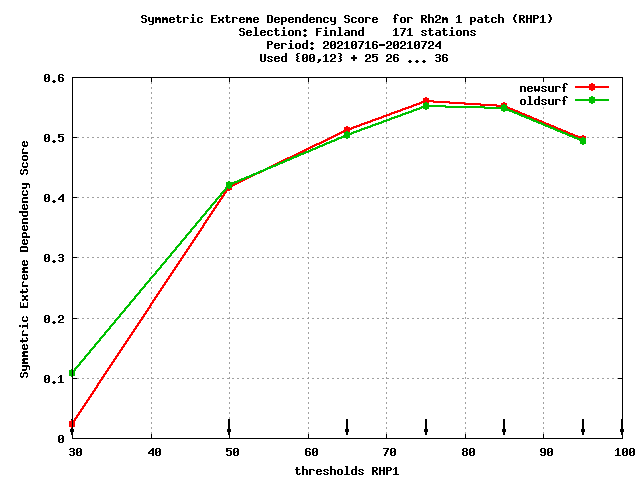 Symmetric Extreme Dependency Score  for Rh2m 1 patch (RHP1)
Selection: Finland    171 stations
Period: 20210716-20210724
Used {00,12} + 25 26 ... 36
newsurf
oldsurf
Symmetric Extreme Dependency Score
0.6
0.5
0.4
0.3
0.2
0.1
0
30 40 50 60 70 80 90 100
thresholds RHP1